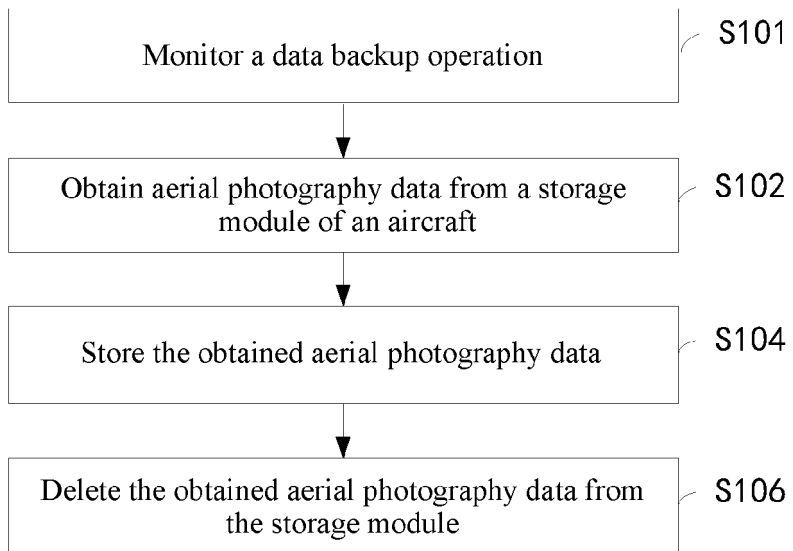 Monitor a data backup operation
S101
Obtain aerial photography data from a storage
module of an aircraft
S102
Store the obtained aerial photography data
S104
Delete the obtained aerial photography data from
the storage module
S106